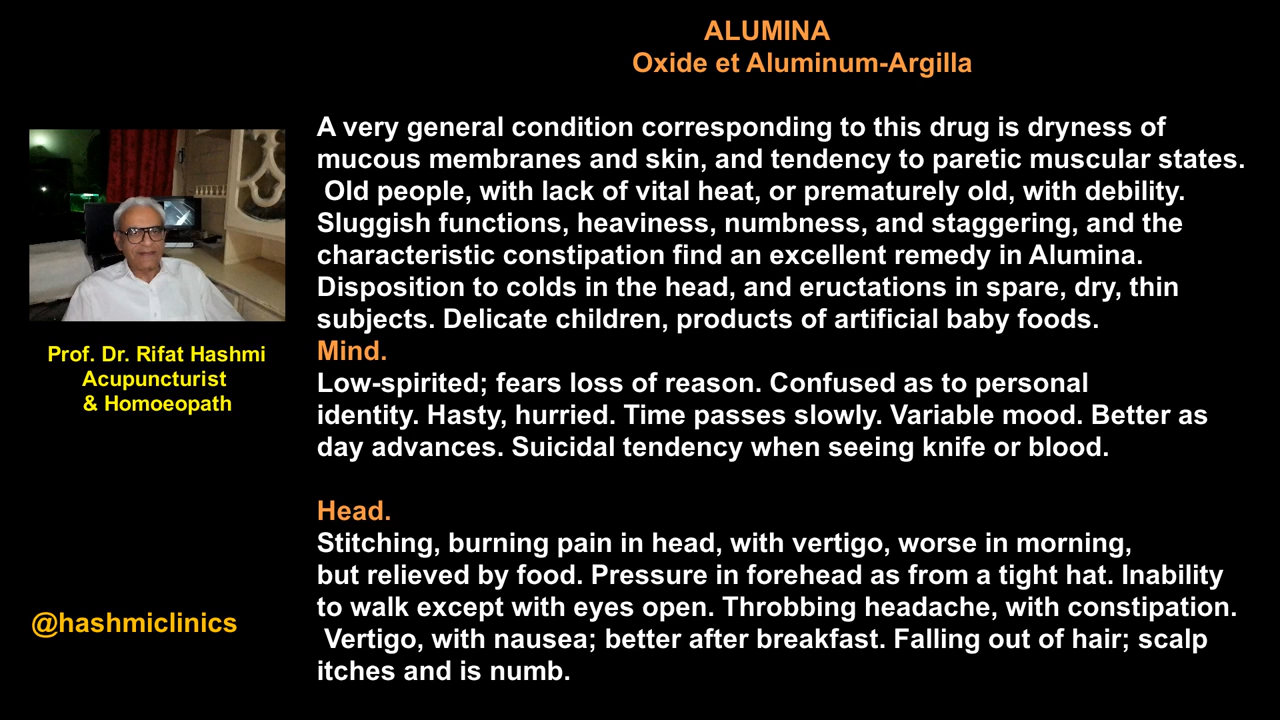 ALUMINA
Oxide et Aluminum-Argilla
A very general condition corresponding to this drug is dryness of
mucous membranes and skin, and tendency to paretic muscular states.
Old people, with lack of vital heat, or prematurely old, with debility.
Sluggish functions, heaviness, numbness, and staggering, and the
characteristic constipation find an excellent remedy in Alumina.
Disposition to colds in the head, and eructations in spare, dry, thin
subjects. Delicate children, products of artificial baby foods.
Mind.
Low-spirited; fears loss of reason. Confused as to personal
identity. Hasty, hurried. Time passes slowly. Variable mood. Better as
day advances. Suicidal tendency when seeing knife or blood.
Head.
Stitching, burning pain in head, with vertigo, worse in morning,
but relieved by food. Pressure in forehead as from a tight hat. Inability
to walk except with eyes open. Throbbing headache, with constipation.
Vertigo, with nausea; better after breakfast. Falling out of hair; scalp
itches and is numb.
Prof. Dr. Rifat Hashmi
Acupuncturist
& Homoeopath
@hashmiclinics